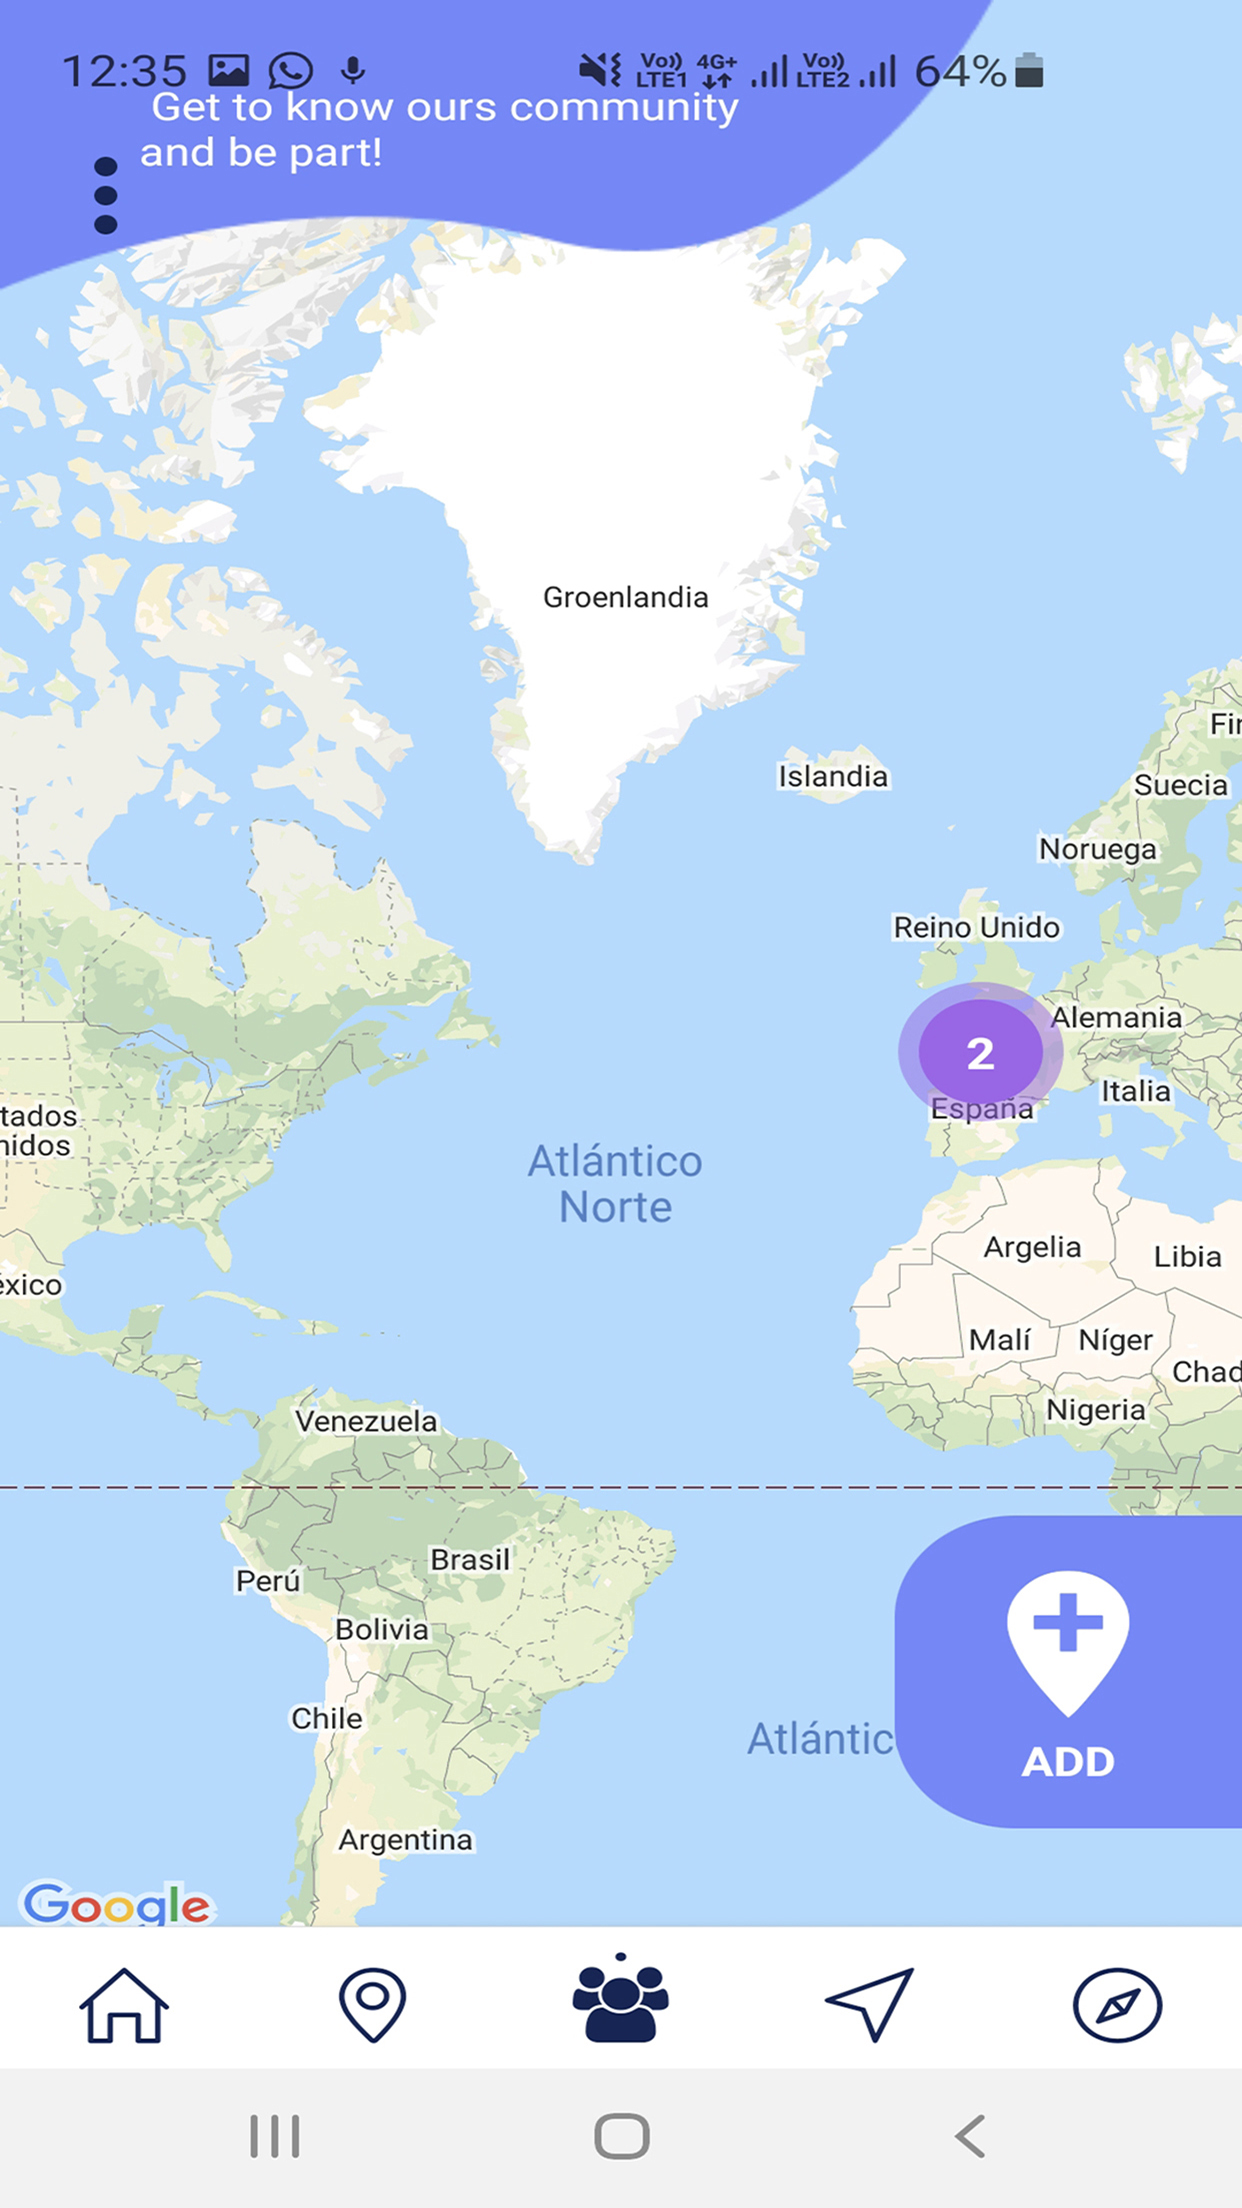 12:35 Vo)) LTE1 4G+ Vo)) LTE2 64%
Get to know ours community
and be part!
Groenlandia
Fin
Islandia
Suecia
Noruega
Reino Unido
Alemania
2
Italia
España
tados
nidos
Atlántico
Norte
Argelia
Libia
éxico
Malí
Níger
Chad
Nigeria
Venezuela
Brasil
Perú
Bolivia
Chile
Atlántic
ADD
Argentina
Google